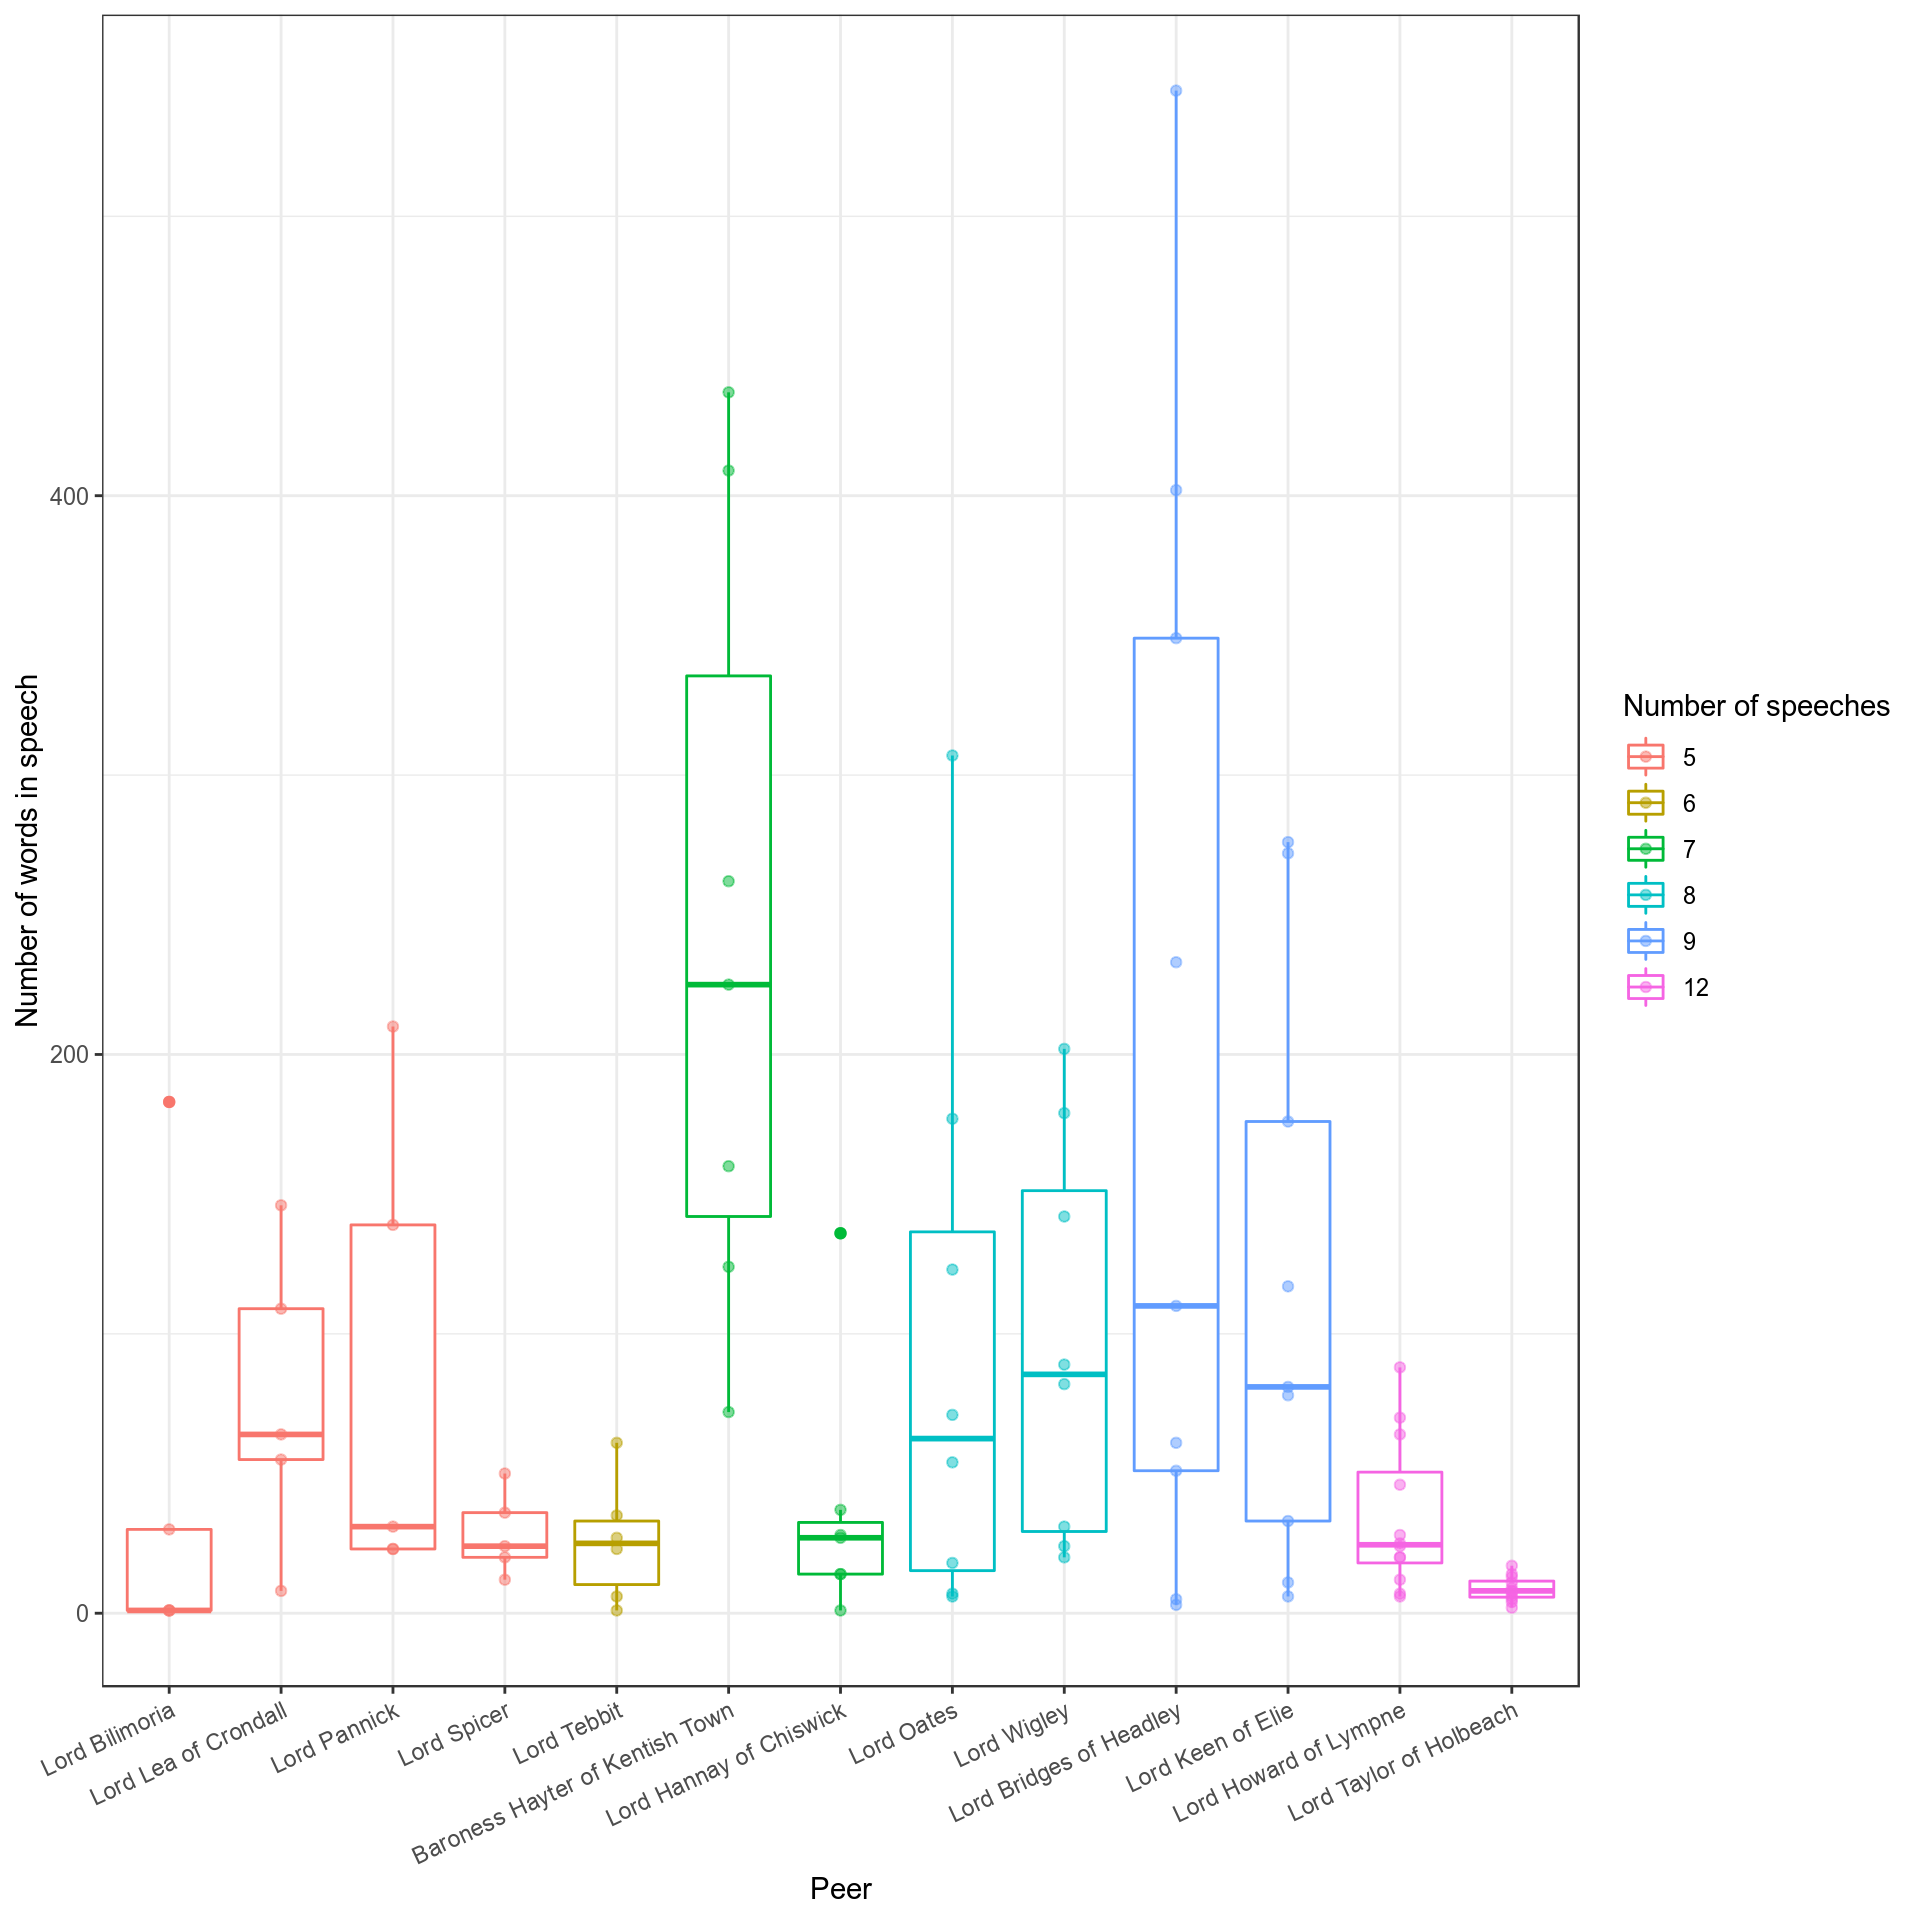 Number of words in speech
400
200
0
Lord Bilimoria
Lord Lea of Crondall
Lord Pannick
Lord Spicer
Lord Tebbit
Baroness Hayter of Kentish Town
Lord Hannay of Chiswick
Lord Oates
Lord Wigley
Lord Bridges of Headley
Lord Keen of Elie
Lord Howard of Lympne
Lord Taylor of Holbeach
Peer
Number of speeches
5
6
7
8
9
12